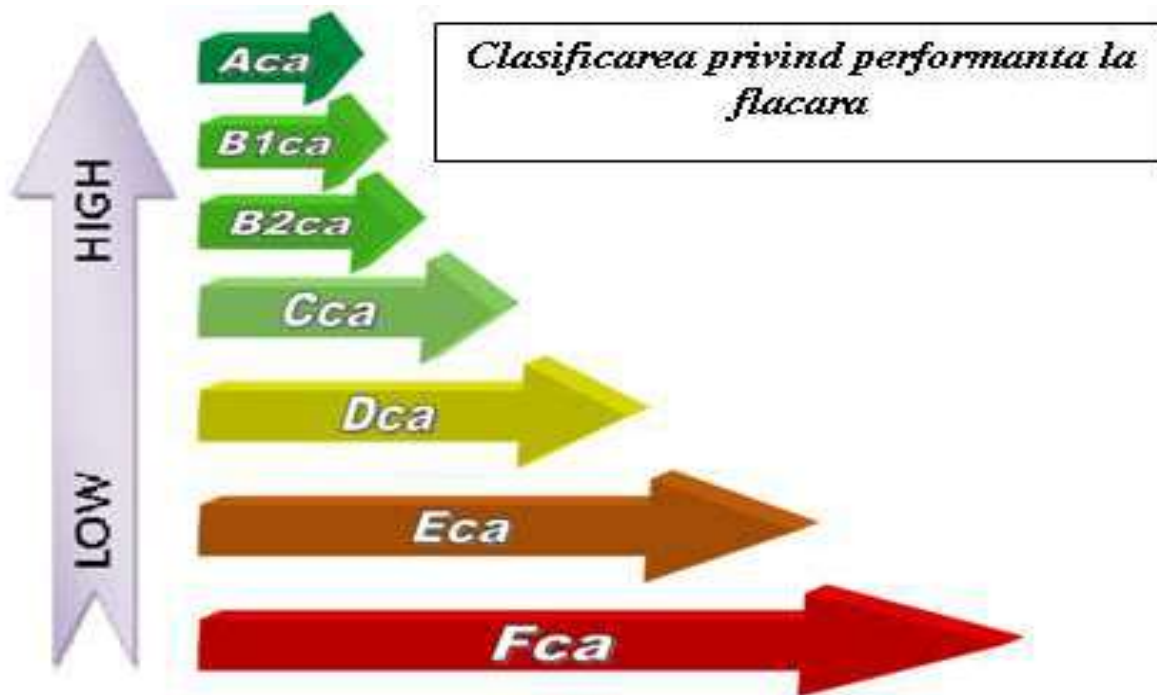 Clasificarea privind performanta la
flacara
HIGH
LOW
Aca
B1ca
B2ca
Cca
Dca
Eca
Fca